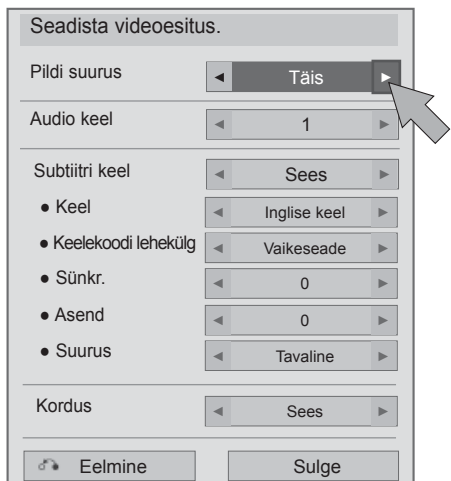 Seadista videoesitus.
Pildi suurus ◄ Täis ►
Audio keel ◄ 1 ►
Subtiitri keel ◄ Sees ►
● Keel ◄ Inglise keel ►
● Keelekoodi lehekülg ◄ Vaikeseade ►
● Sünkr. ◄ 0 ►
● Asend ◄ 0 ►
● Suurus ◄ Tavaline ►
Kordus ◄ Sees ►
Eelmine Sulge